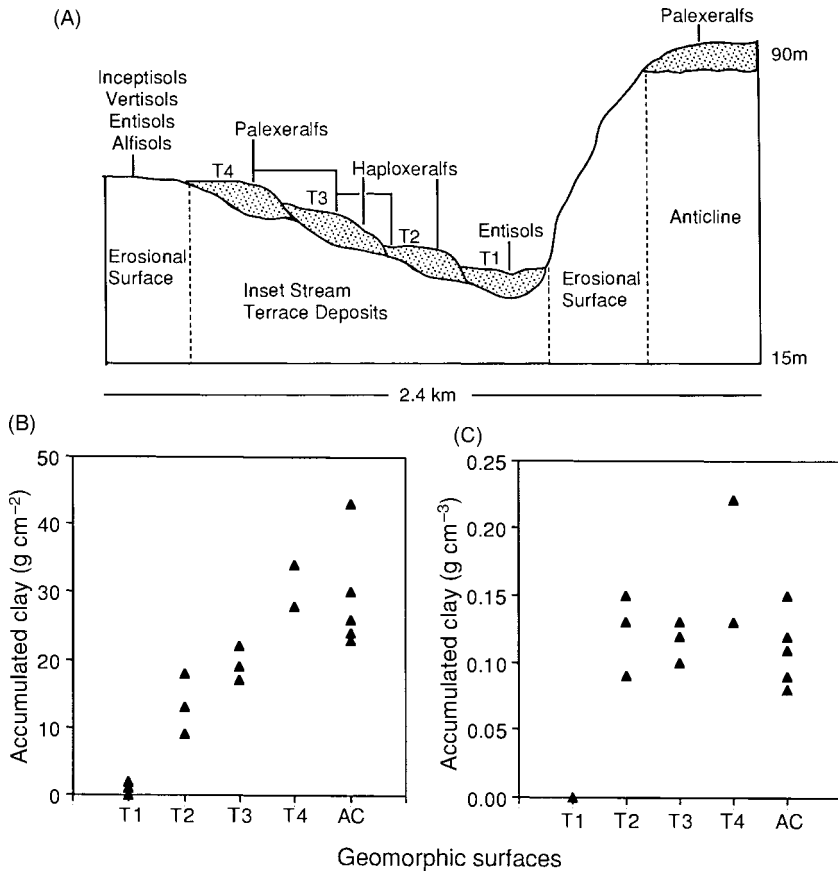 (A)
Palexeralfs
90m
Inceptisols
Vertisols
Entisols
Alfisols
Palexeralfs
Haploxeralfs
T4
T3
T2
Entisols
T1
Anticline
Erosional
Surface
Inset Stream
Terrace Deposits
Erosional
Surface
15m
2.4 km
(B)
Accumulated clay (g cm⁻²)
50
40
30
20
10
0
T1 T2 T3 T4 AC
(C)
Accumulated clay (g cm⁻³)
0.25
0.20
0.15
0.10
0.05
0.00
T1 T2 T3 T4 AC
Geomorphic surfaces